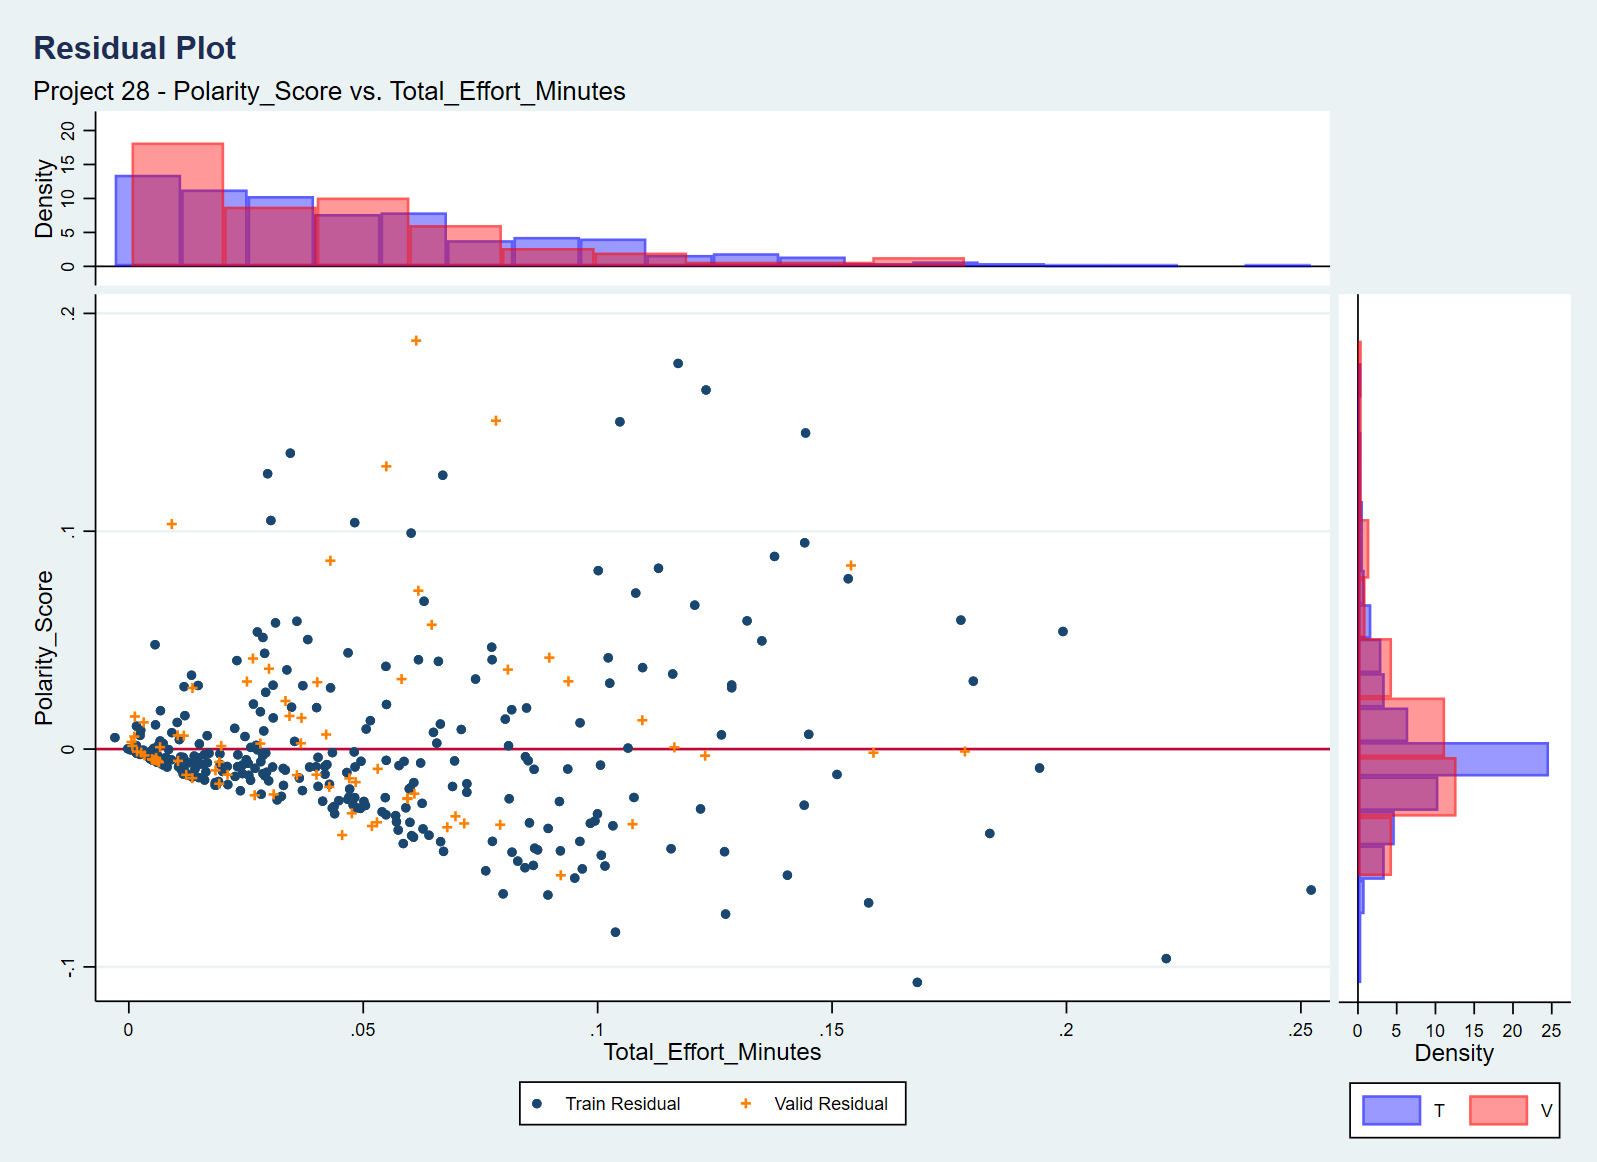 Residual Plot
Project 28 - Polarity_Score vs. Total_Effort_Minutes
Density
20
15
10
5
0
Polarity_Score
.2
.1
0
-.1
0 .05 .1 .15 .2 .25
Total_Effort_Minutes
0 5 10 15 20 25
Density
Train Residual Valid Residual
T V